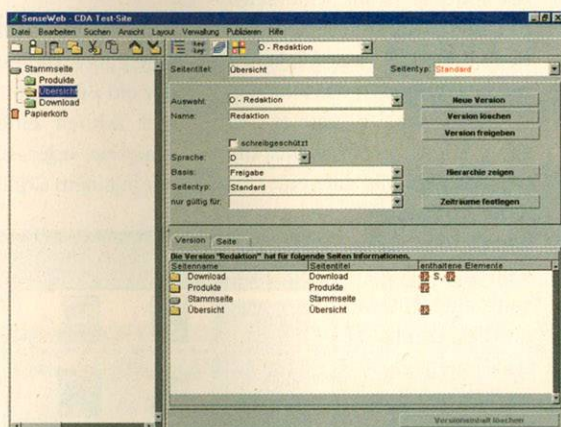 SenseWeb - CDA Test-Site
Datei Bearbeiten Suchen Ansicht Layout Verwaltung Publizieren Hilfe
D - Redaktion
Stammseite
Produkte
Übersicht
Download
Papierkorb
Seitentitel: Übersicht Seitentyp: Standard
Auswahl: D - Redaktion Neue Version
Name: Redaktion Version löschen
Version freigeben
schreibgeschützt
Sprache: D
Basis: Freigabe Hierarchie zeigen
Seitentyp: Standard
nur gültig für: Zeiträume festlegen
Version Seite
Die Version "Redaktion" hat für folgende Seiten Informationen.
Seitenname Seitentitel enthaltene Elemente
Download Download S,
Produkte Produkte
Stammseite Stammseite
Übersicht Übersicht
Versionsinhalt löschen